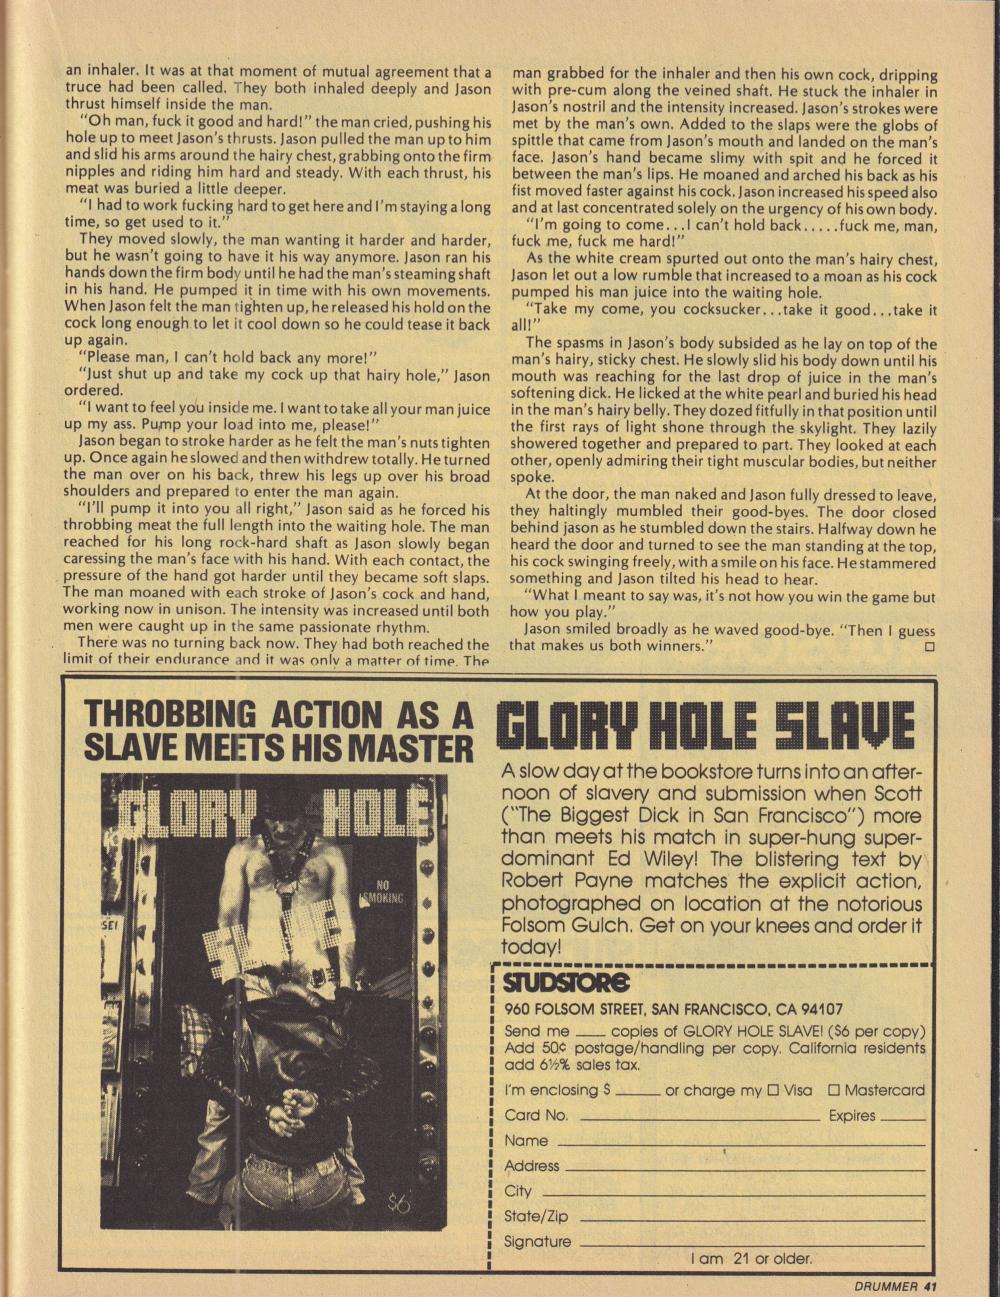 an inhaler. It was at that moment of mutual agreement that a
truce had been called. They both inhaled deeply and Jason
thrust himself inside the man.
"Oh man, fuck it good and hard!" the man cried, pushing his
hole up to meet Jason's thrusts. Jason pulled the man up to him
and slid his arms around the hairy chest, grabbing onto the firm
nipples and riding him hard and steady. With each thrust, his
meat was buried a little deeper.
"I had to work fucking hard to get here and I'm staying a long
time, so get used to it."
They moved slowly, the man wanting it harder and harder,
but he wasn't going to have it his way anymore. Jason ran his
hands down the firm body until he had the man's steaming shaft
in his hand. He pumped it in time with his own movements.
When Jason felt the man tighten up, he released his hold on the
cock long enough to let it cool down so he could tease it back
up again.
"Please man, I can't hold back any more!"
"Just shut up and take my cock up that hairy hole," Jason
ordered.
"I want to feel you inside me. I want to take all your man juice
up my ass. Pump your load into me, please!"
Jason began to stroke harder as he felt the man's nuts tighten
up. Once again he slowed and then withdrew totally. He turned
the man over on his back, threw his legs up over his broad
shoulders and prepared to enter the man again.
"I'll pump it into you all right," Jason said as he forced his
throbbing meat the full length into the waiting hole. The man
reached for his long rock-hard shaft as Jason slowly began
caressing the man's face with his hand. With each contact, the
pressure of the hand got harder until they became soft slaps.
The man moaned with each stroke of Jason's cock and hand,
working now in unison. The intensity was increased until both
men were caught up in the same passionate rhythm.
There was no turning back now. They had both reached the
limit of their endurance and it was only a matter of time. The
man grabbed for the inhaler and then his own cock, dripping
with pre-cum along the veined shaft. He stuck the inhaler in
Jason's nostril and the intensity increased. Jason's strokes were
met by the man's own. Added to the slaps were the globs of
spittle that came from Jason's mouth and landed on the man's
face. Jason's hand became slimy with spit and he forced it
between the man's lips. He moaned and arched his back as his
fist moved faster against his cock. Jason increased his speed also
and at last concentrated solely on the urgency of his own body.
"I'm going to come...I can't hold back.....fuck me, man,
fuck me, fuck me hard!"
As the white cream spurted out onto the man's hairy chest,
Jason let out a low rumble that increased to a moan as his cock
pumped his man juice into the waiting hole.
"Take my come, you cocksucker...take it good...take it
all!"
The spasms in Jason's body subsided as he lay on top of the
man's hairy, sticky chest. He slowly slid his body down until his
mouth was reaching for the last drop of juice in the man's
softening dick. He licked at the white pearl and buried his head
in the man's hairy belly. They dozed fitfully in that position until
the first rays of light shone through the skylight. They lazily
showered together and prepared to part. They looked at each
other, openly admiring their tight muscular bodies, but neither
spoke.
At the door, the man naked and Jason fully dressed to leave,
they haltingly mumbled their good-byes. The door closed
behind jason as he stumbled down the stairs. Halfway down he
heard the door and turned to see the man standing at the top,
his cock swinging freely, with a smile on his face. He stammered
something and Jason tilted his head to hear.
"What I meant to say was, it's not how you win the game but
how you play."
Jason smiled broadly as he waved good-bye. "Then I guess
that makes us both winners." □
THROBBING ACTION AS A
SLAVE MEETS HIS MASTER
GLORY HOLE
NO
SMOKING
$6
GLORY HOLE SLAVE
A slow day at the bookstore turns into an after-
noon of slavery and submission when Scott
("The Biggest Dick in San Francisco") more
than meets his match in super-hung super-
dominant Ed Wiley! The blistering text by
Robert Payne matches the explicit action,
photographed on location at the notorious
Folsom Gulch. Get on your knees and order it
today!
STUDSTORE
960 FOLSOM STREET, SAN FRANCISCO, CA 94107
Send me ___ copies of GLORY HOLE SLAVE! ($6 per copy)
Add 50¢ postage/handling per copy. California residents
add 6½% sales tax.
I'm enclosing $ _____ or charge my □ Visa □ Mastercard
Card No. _____ Expires _____
Name _____
Address _____
City _____
State/Zip _____
Signature _____
I am 21 or older.
DRUMMER 41